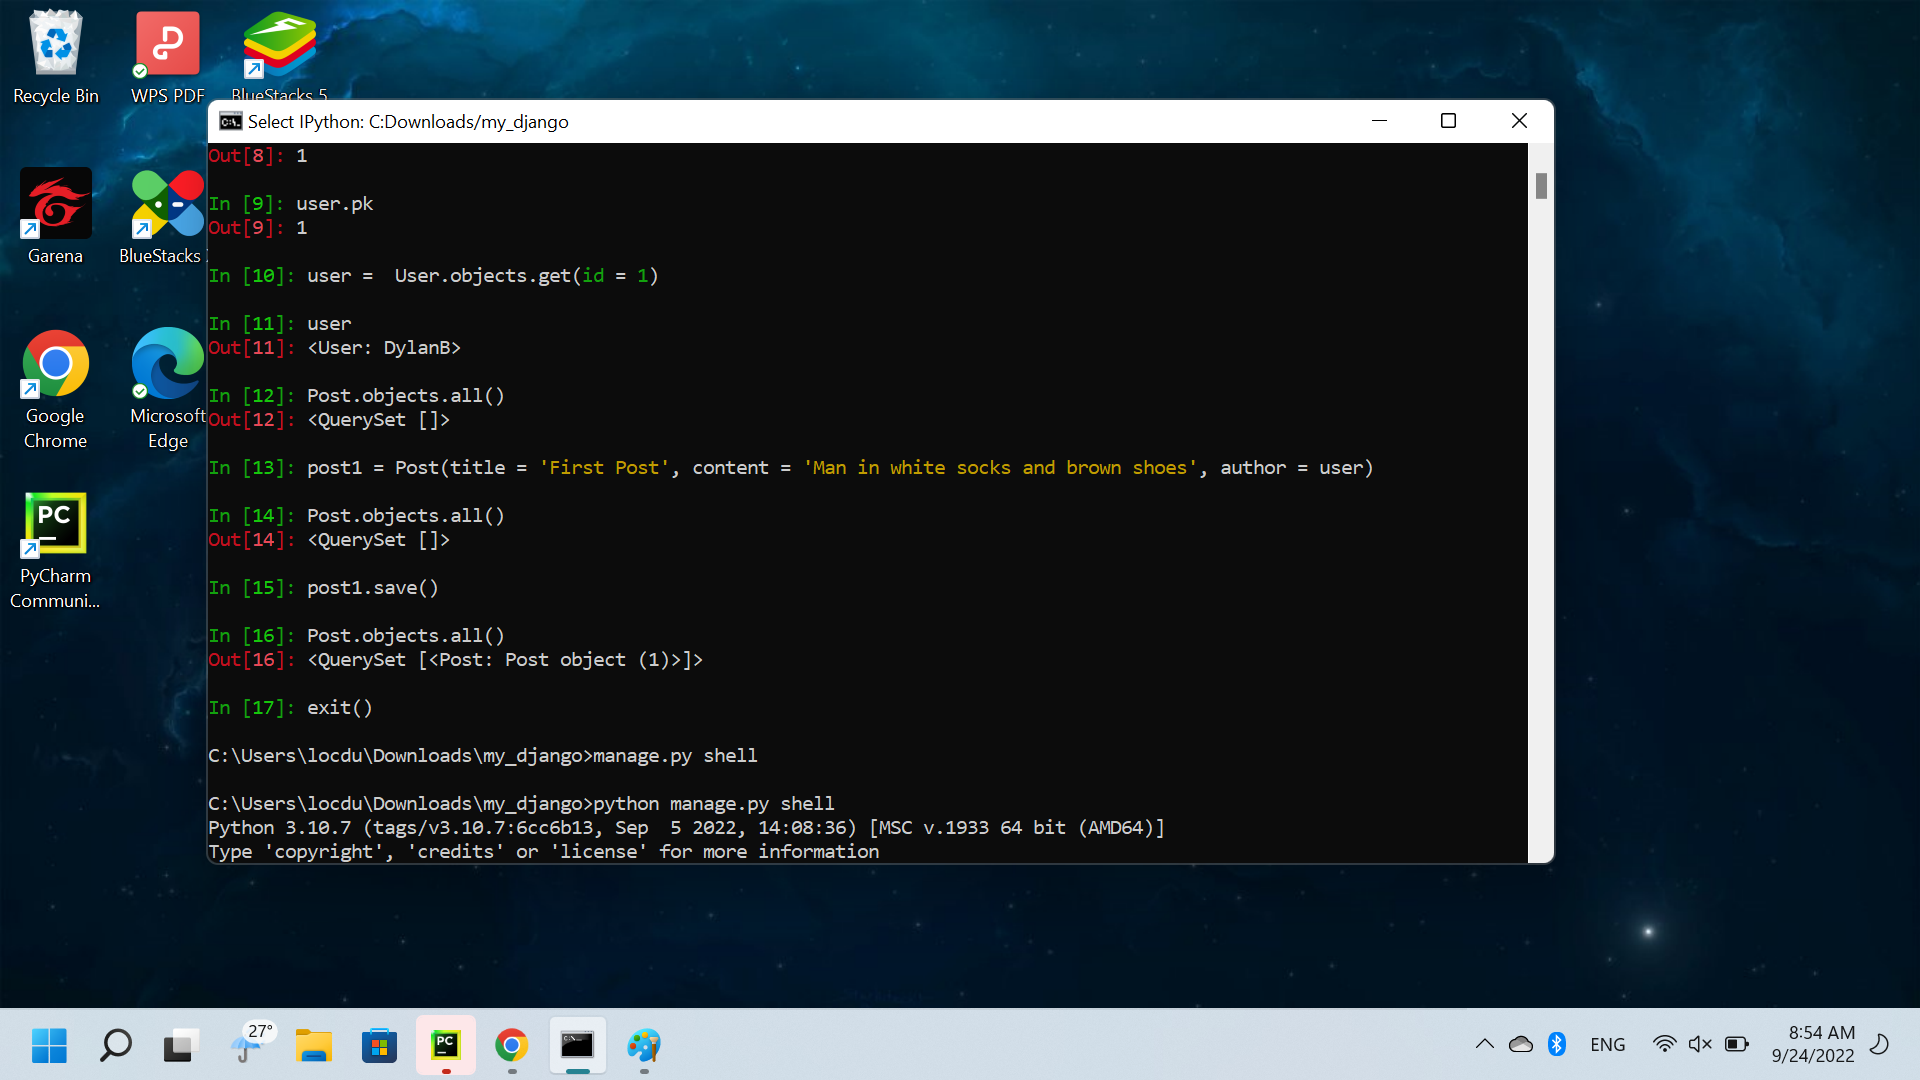 Recycle Bin
WPS PDF
BlueStacks 5
Garena
BlueStacks
Google
Chrome
Microsoft
Edge
PC
PyCharm
Communi...
Select IPython: C:Downloads/my_django
Out[8]: 1
In [9]: user.pk
Out[9]: 1
In [10]: user =  User.objects.get(id = 1)
In [11]: user
Out[11]: <User: DylanB>
In [12]: Post.objects.all()
Out[12]: <QuerySet []>
In [13]: post1 = Post(title = 'First Post', content = 'Man in white socks and brown shoes', author = user)
In [14]: Post.objects.all()
Out[14]: <QuerySet []>
In [15]: post1.save()
In [16]: Post.objects.all()
Out[16]: <QuerySet [<Post: Post object (1)>]>
In [17]: exit()
C:\Users\locdu\Downloads\my_django>manage.py shell
C:\Users\locdu\Downloads\my_django>python manage.py shell
Python 3.10.7 (tags/v3.10.7:6cc6b13, Sep  5 2022, 14:08:36) [MSC v.1933 64 bit (AMD64)]
Type 'copyright', 'credits' or 'license' for more information
27°
PC
ENG
8:54 AM
9/24/2022